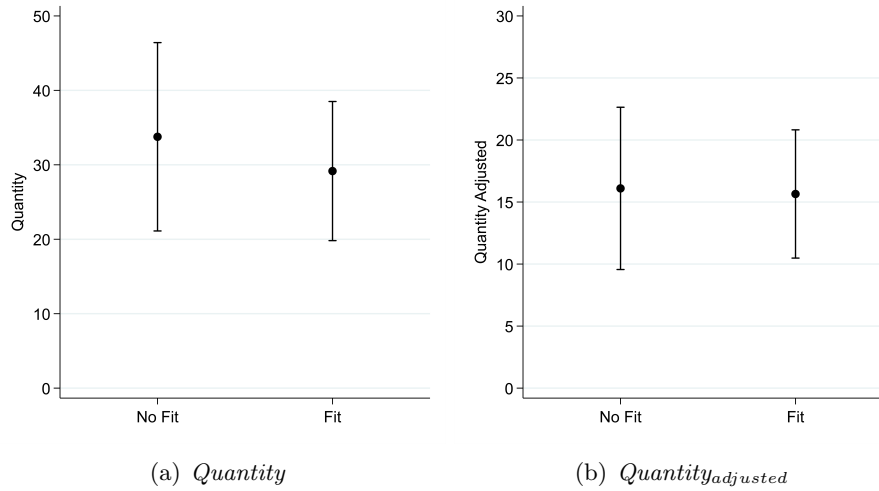 50
40
30
20
10
0
Quantity
No Fit Fit
(a) Quantity
30
25
20
15
10
5
0
Quantity Adjusted
No Fit Fit
(b) Quantity_adjusted